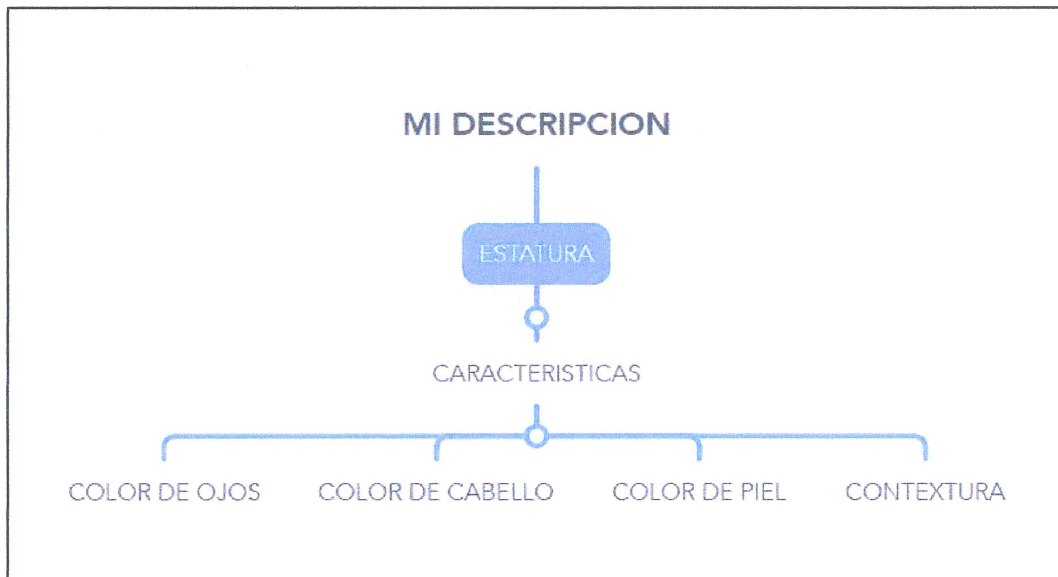 MI DESCRIPCION
ESTATURA
CARACTERISTICAS
COLOR DE OJOS COLOR DE CABELLO COLOR DE PIEL CONTEXTURA